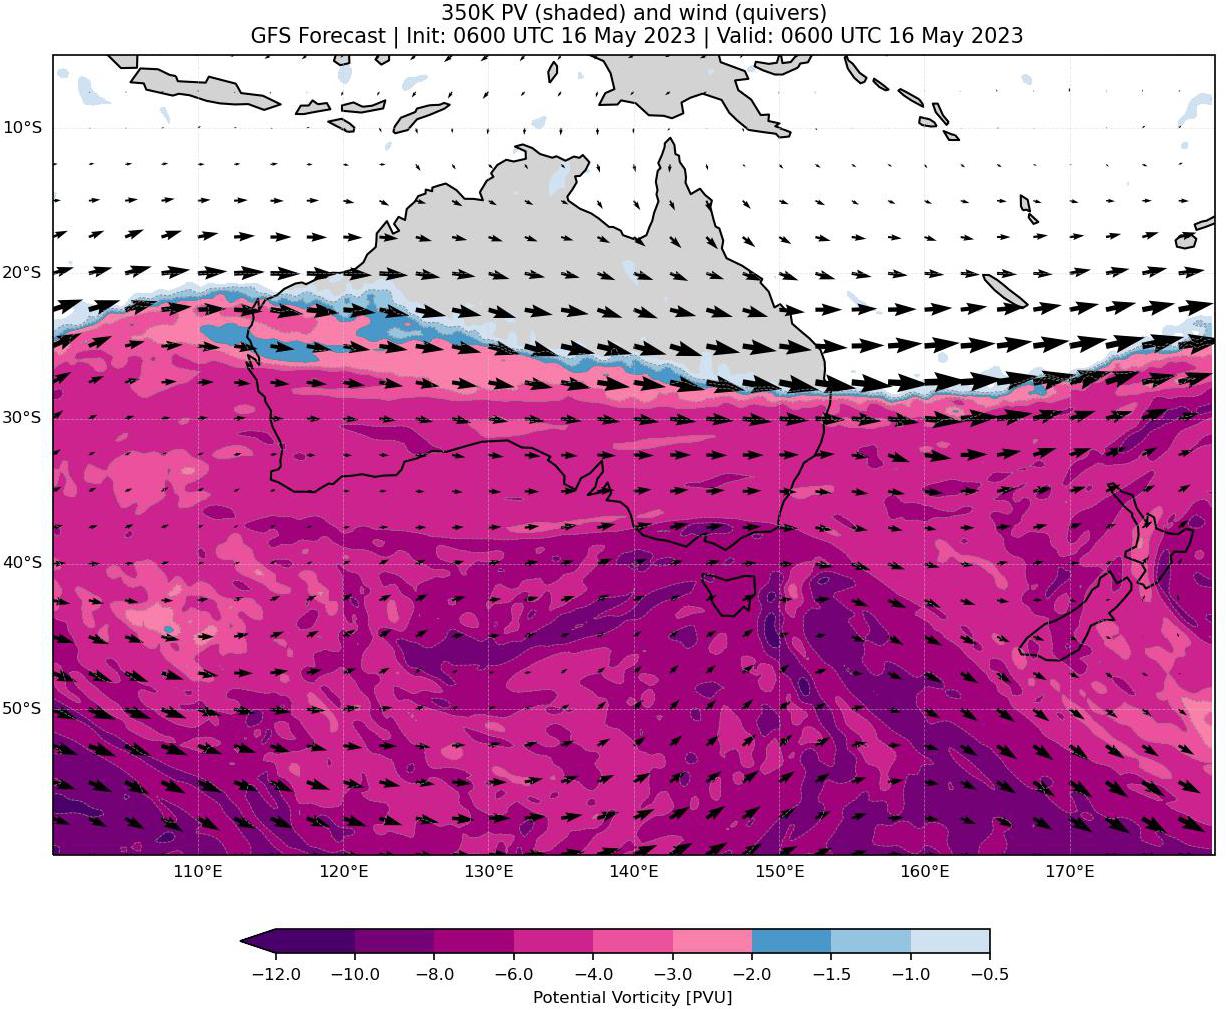 350K PV (shaded) and wind (quivers)
GFS Forecast | Init: 0600 UTC 16 May 2023 | Valid: 0600 UTC 16 May 2023
10°S
20°S
30°S
40°S
50°S
110°E 120°E 130°E 140°E 150°E 160°E 170°E
−12.0 −10.0 −8.0 −6.0 −4.0 −3.0 −2.0 −1.5 −1.0 −0.5
Potential Vorticity [PVU]